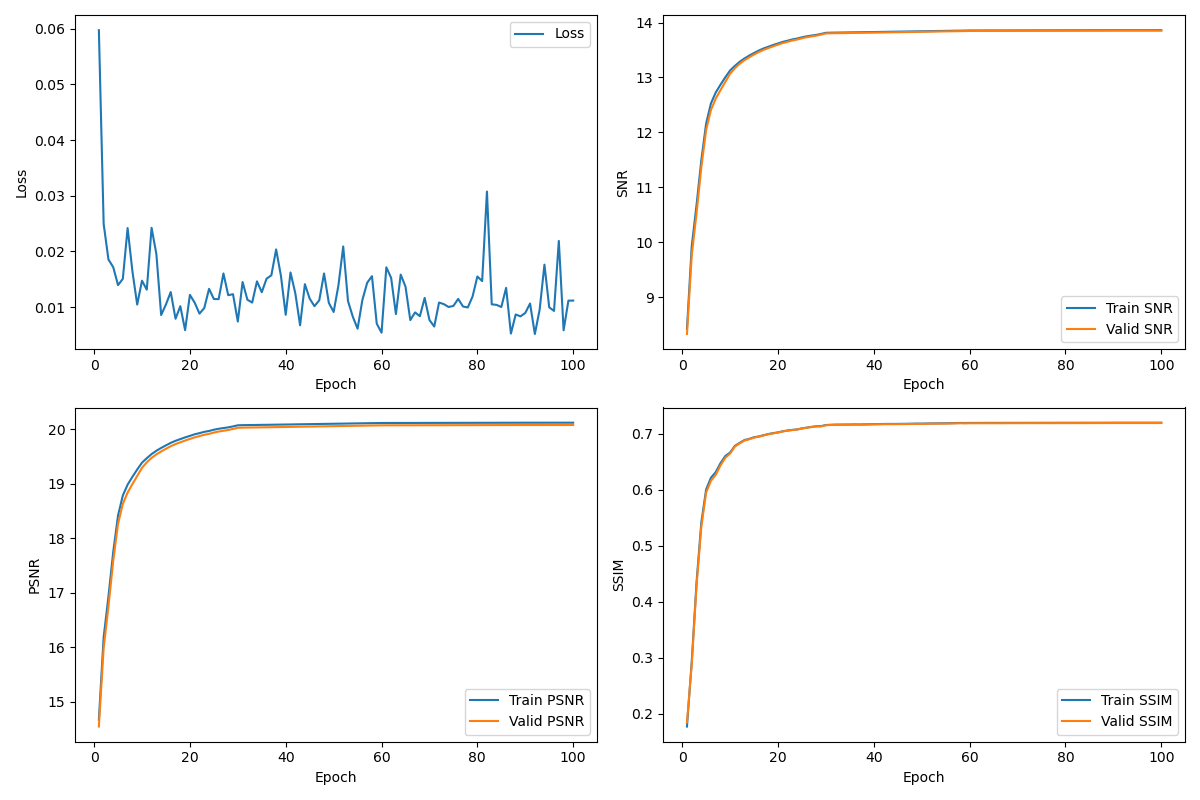 0.06
0.05
0.04
0.03
0.02
0.01
Loss
0 20 40 60 80 100
Epoch
Loss
14
13
12
11
10
9
SNR
0 20 40 60 80 100
Epoch
Train SNR
Valid SNR
20
19
18
17
16
15
PSNR
0 20 40 60 80 100
Epoch
Train PSNR
Valid PSNR
0.7
0.6
0.5
0.4
0.3
0.2
SSIM
0 20 40 60 80 100
Epoch
Train SSIM
Valid SSIM